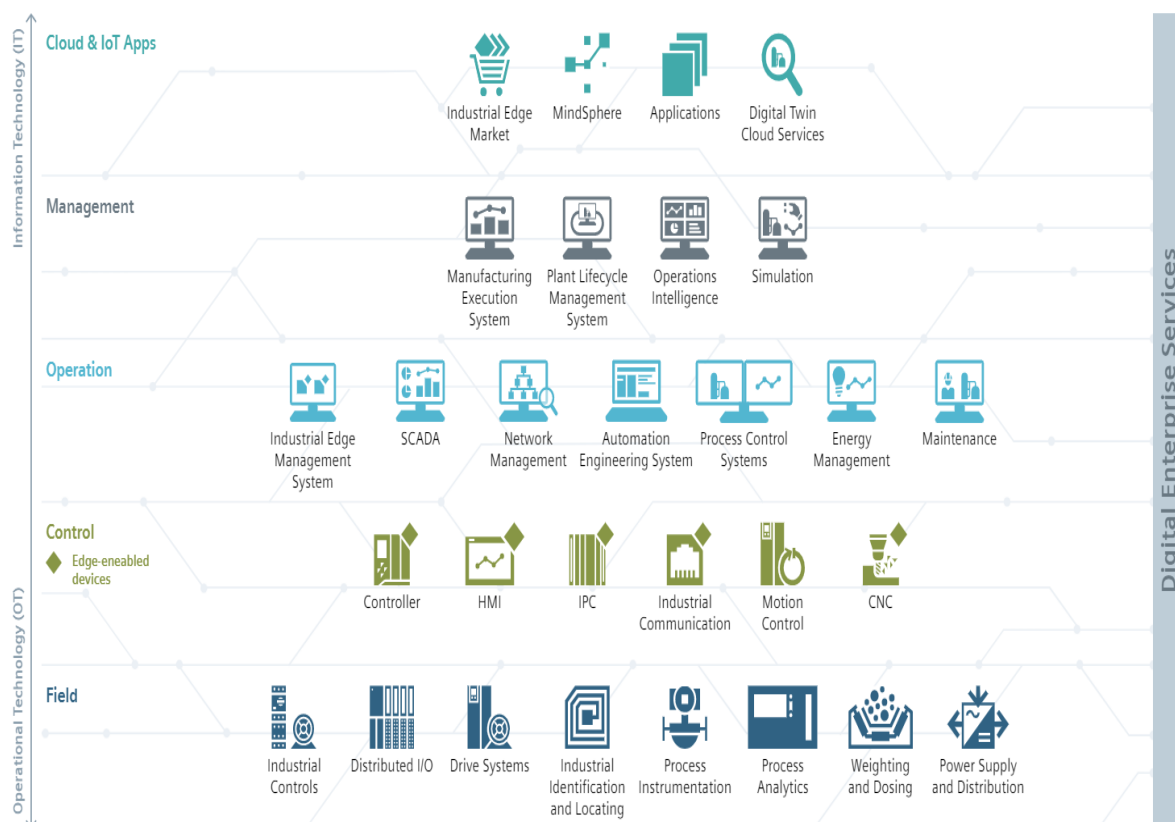 Information Technology (IT)
Operational Technology (OT)
Cloud & IoT Apps
Industrial Edge
Market
MindSphere
Applications
Digital Twin
Cloud Services
Management
Manufacturing
Execution
System
Plant Lifecycle
Management
System
Operations
Intelligence
Simulation
Operation
Industrial Edge
Management
System
SCADA
Network
Management
Automation
Engineering System
Process Control
Systems
Energy
Management
Maintenance
Control
Edge-eneabled
devices
Controller
HMI
IPC
Industrial
Communication
Motion
Control
CNC
Field
Industrial
Controls
Distributed I/O
Drive Systems
Industrial
Identification
and Locating
Process
Instrumentation
Process
Analytics
Weighting
and Dosing
Power Supply
and Distribution
Digital Enterprise Services